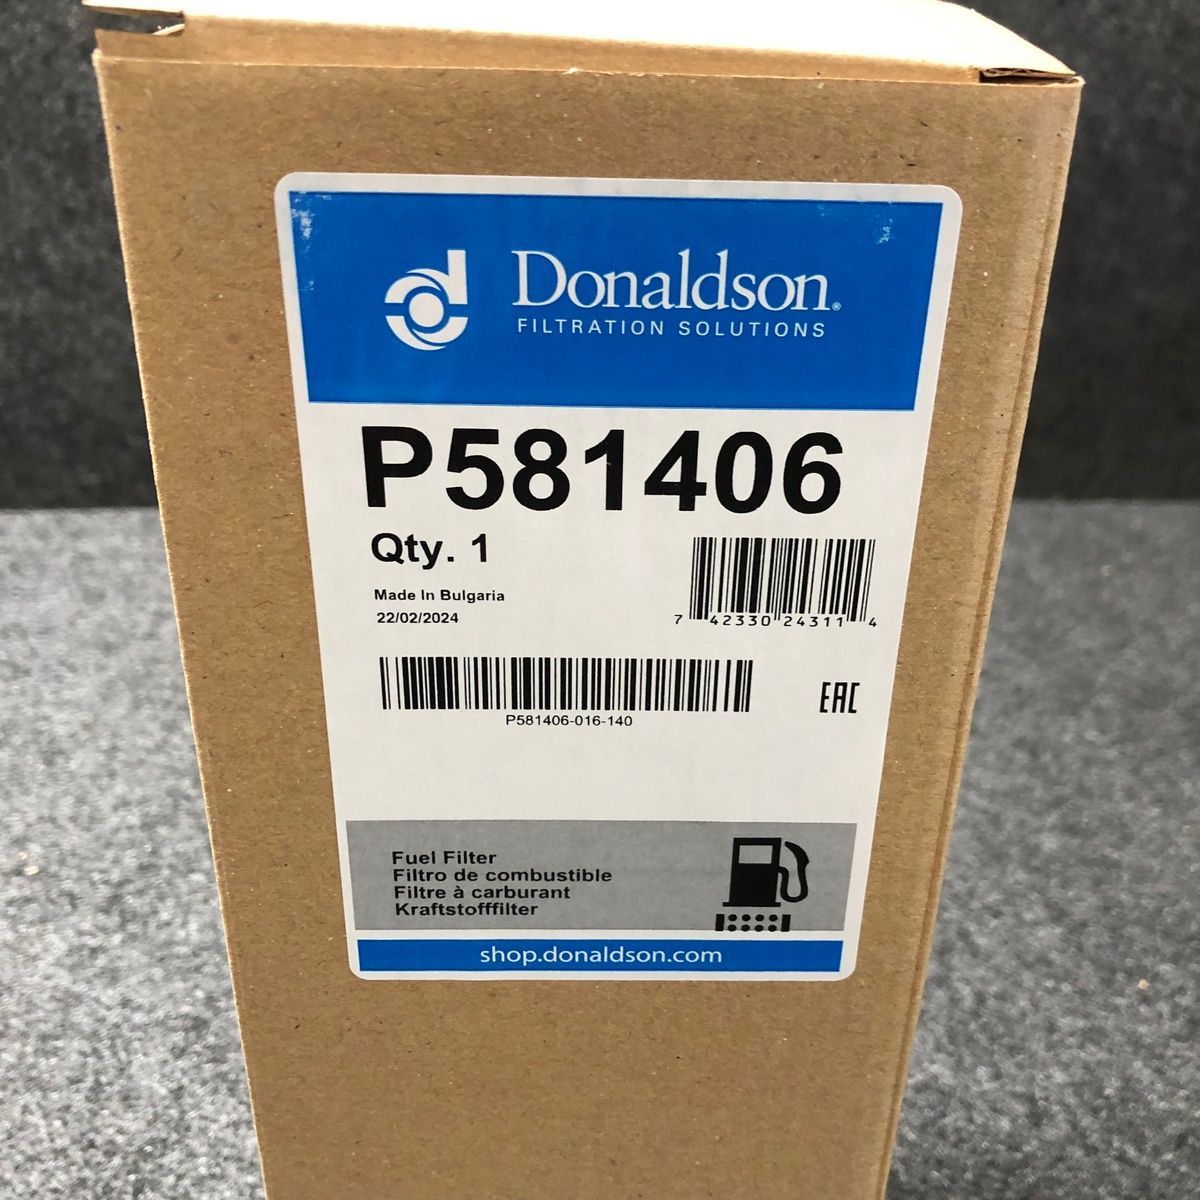 Donaldson®
FILTRATION SOLUTIONS
P581406
Qty. 1
Made In Bulgaria
22/02/2024
7 42330 24311 4
P581406-016-140
EAC
Fuel Filter
Filtro de combustible
Filtre à carburant
Kraftstofffilter
shop.donaldson.com